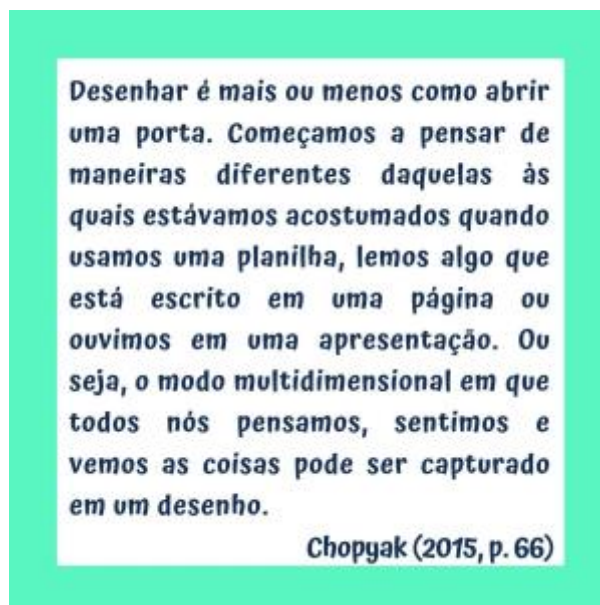 Desenhar é mais ou menos como abrir
uma porta. Começamos a pensar de
maneiras diferentes daquelas às
quais estávamos acostumados quando
usamos uma planilha, lemos algo que
está escrito em uma página ou
ouvimos em uma apresentação. Ou
seja, o modo multidimensional em que
todos nós pensamos, sentimos e
vemos as coisas pode ser capturado
em um desenho.
Chopyak (2015, p. 66)